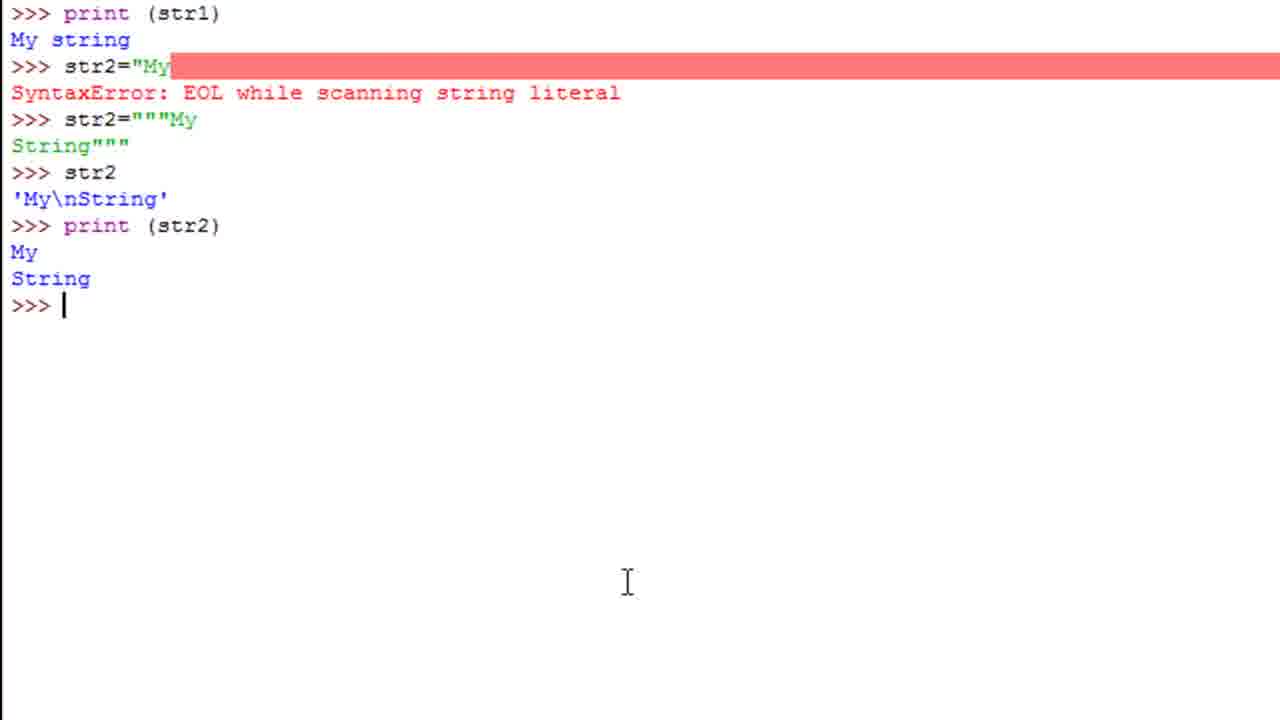 >>> print (str1)
My string
>>> str2="My
SyntaxError: EOL while scanning string literal
>>> str2="""My
String"""
>>> str2
'My\nString'
>>> print (str2)
My
String
>>>